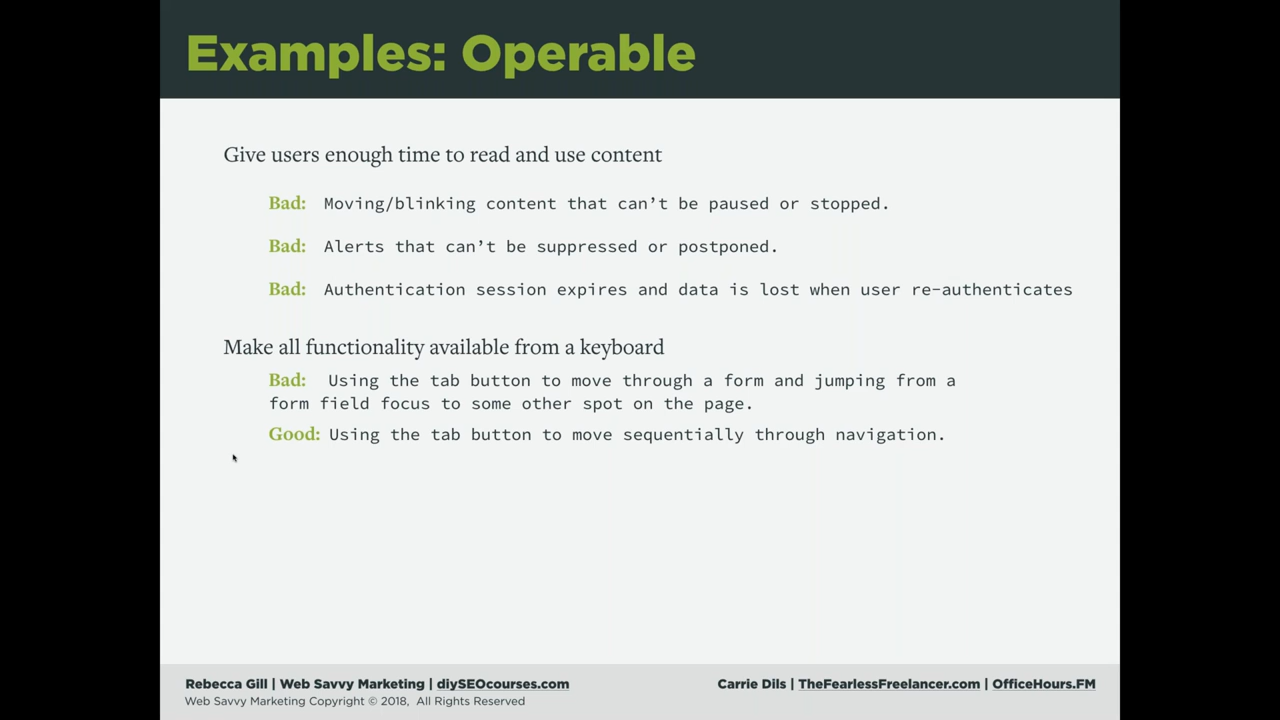 Examples: Operable
Give users enough time to read and use content
Bad: Moving/blinking content that can’t be paused or stopped.
Bad: Alerts that can’t be suppressed or postponed.
Bad: Authentication session expires and data is lost when user re-authenticates
Make all functionality available from a keyboard
Bad: Using the tab button to move through a form and jumping from a
form field focus to some other spot on the page.
Good: Using the tab button to move sequentially through navigation.
Rebecca Gill | Web Savvy Marketing | diySEOcourses.com
Web Savvy Marketing Copyright © 2018, All Rights Reserved
Carrie Dils | TheFearlessFreelancer.com | OfficeHours.FM